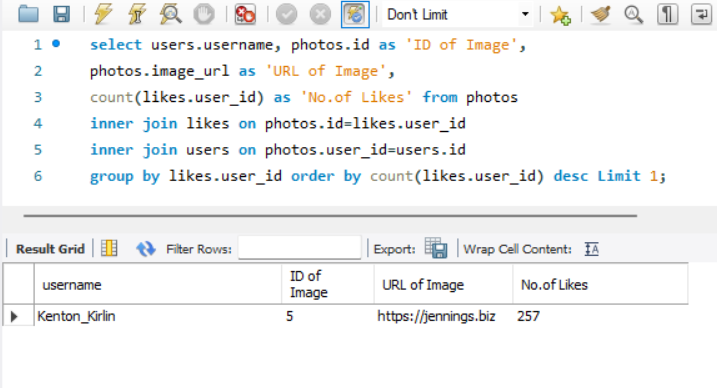 Don't Limit
1 select users.username, photos.id as 'ID of Image',
2 photos.image_url as 'URL of Image',
3 count(likes.user_id) as 'No.of Likes' from photos
4 inner join likes on photos.id=likes.user_id
5 inner join users on photos.user_id=users.id
6 group by likes.user_id order by count(likes.user_id) desc Limit 1;
Result Grid Filter Rows: Export: Wrap Cell Content:
username ID of Image URL of Image No.of Likes
Kenton_Kirlin 5 https://jennings.biz 257